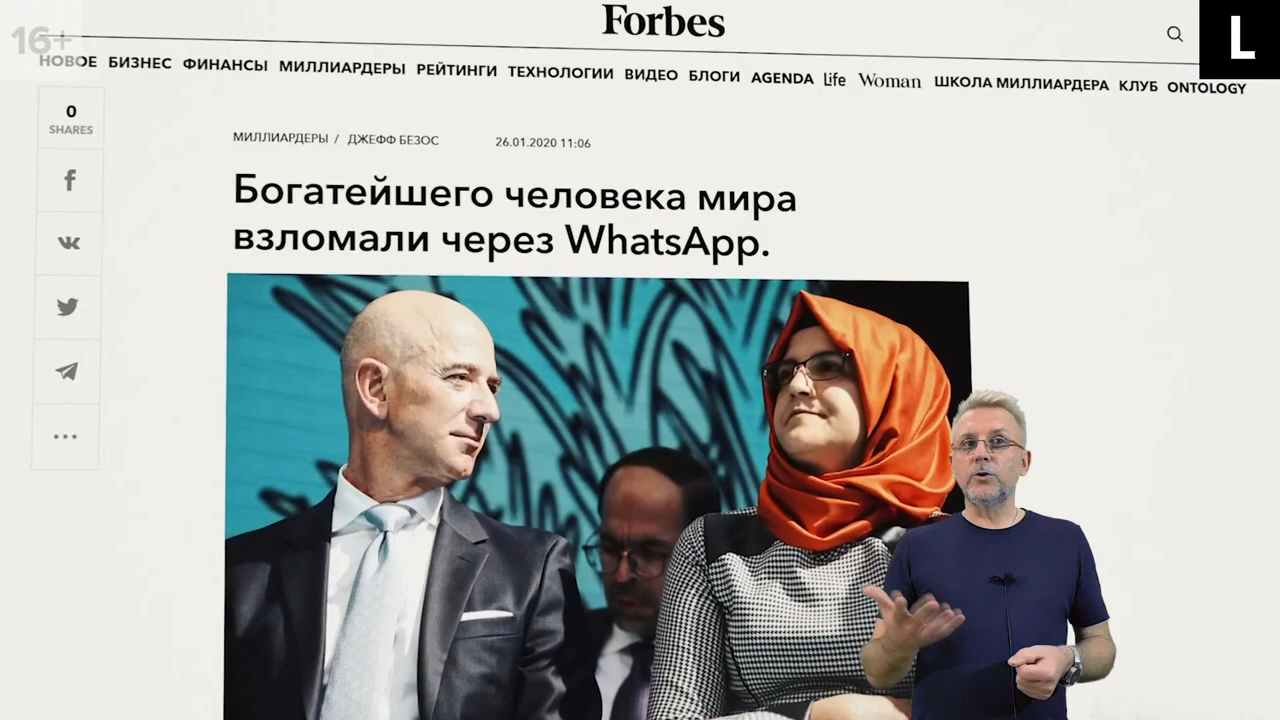 Forbes
16+
L
НОВОЕ БИЗНЕС ФИНАНСЫ МИЛЛИАРДЕРЫ РЕЙТИНГИ ТЕХНОЛОГИИ ВИДЕО БЛОГИ AGENDA Life Woman ШКОЛА МИЛЛИАРДЕРА КЛУБ ONTOLOGY
0
SHARES
МИЛЛИАРДЕРЫ / ДЖЕФФ БЕЗОС 26.01.2020 11:06
Богатейшего человека мира
взломали через WhatsApp.